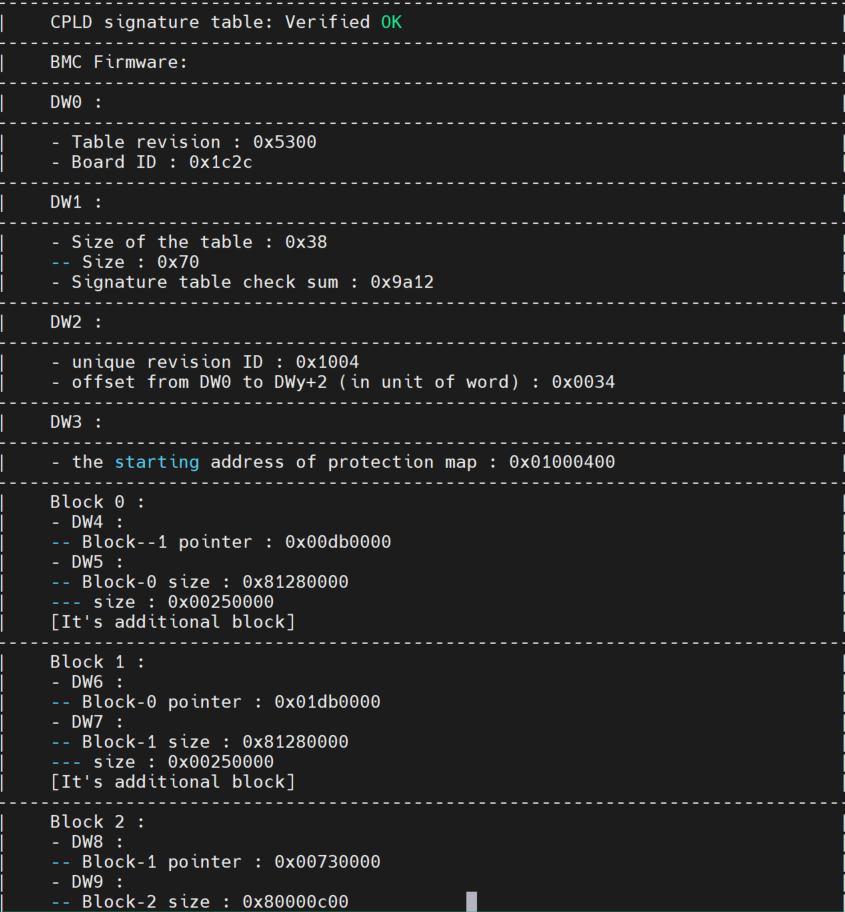 CPLD signature table: Verified OK
BMC Firmware:
DW0 :
- Table revision : 0x5300
- Board ID : 0x1c2c
DW1 :
- Size of the table : 0x38
-- Size : 0x70
- Signature table check sum : 0x9a12
DW2 :
- unique revision ID : 0x1004
- offset from DW0 to DWy+2 (in unit of word) : 0x0034
DW3 :
- the starting address of protection map : 0x01000400
Block 0 :
- DW4 :
-- Block--1 pointer : 0x00db0000
- DW5 :
-- Block-0 size : 0x81280000
--- size : 0x00250000
[It's additional block]
Block 1 :
- DW6 :
-- Block-0 pointer : 0x01db0000
- DW7 :
-- Block-1 size : 0x81280000
--- size : 0x00250000
[It's additional block]
Block 2 :
- DW8 :
-- Block-1 pointer : 0x00730000
- DW9 :
-- Block-2 size : 0x80000c00